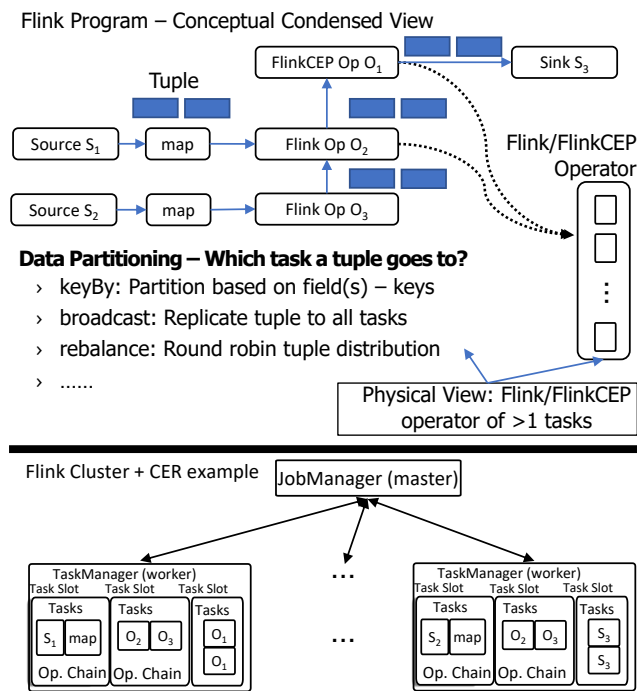 Flink Program – Conceptual Condensed View
FlinkCEP Op O1
Sink S3
Tuple
Source S1
map
Flink Op O2
Flink/FlinkCEP
Operator
Source S2
map
Flink Op O3
Data Partitioning – Which task a tuple goes to?
› keyBy: Partition based on field(s) – keys
› broadcast: Replicate tuple to all tasks
› rebalance: Round robin tuple distribution
› ......
Physical View: Flink/FlinkCEP
operator of >1 tasks
Flink Cluster + CER example
JobManager (master)
...
TaskManager (worker)
Task Slot Task Slot Task Slot
Tasks Tasks Tasks
S1 map O2 O3 O1
O1
Op. Chain Op. Chain
...
TaskManager (worker)
Task Slot Task Slot Task Slot
Tasks Tasks Tasks
S2 map O2 O3 S3
S3
Op. Chain Op. Chain